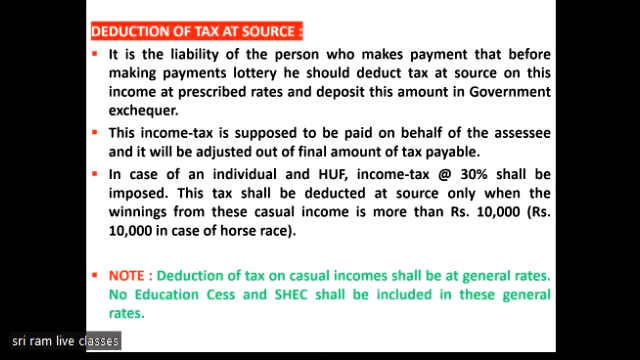 DEDUCTION OF TAX AT SOURCE :
▪ It is the liability of the person who makes payment that before
making payments lottery he should deduct tax at source on this
income at prescribed rates and deposit this amount in Government
exchequer.
▪ This income-tax is supposed to be paid on behalf of the assessee
and it will be adjusted out of final amount of tax payable.
▪ In case of an individual and HUF, income-tax @ 30% shall be
imposed. This tax shall be deducted at source only when the
winnings from these casual income is more than Rs. 10,000 (Rs.
10,000 in case of horse race).
▪ NOTE : Deduction of tax on casual incomes shall be at general rates.
No Education Cess and SHEC shall be included in these general
rates.
sri ram live classes